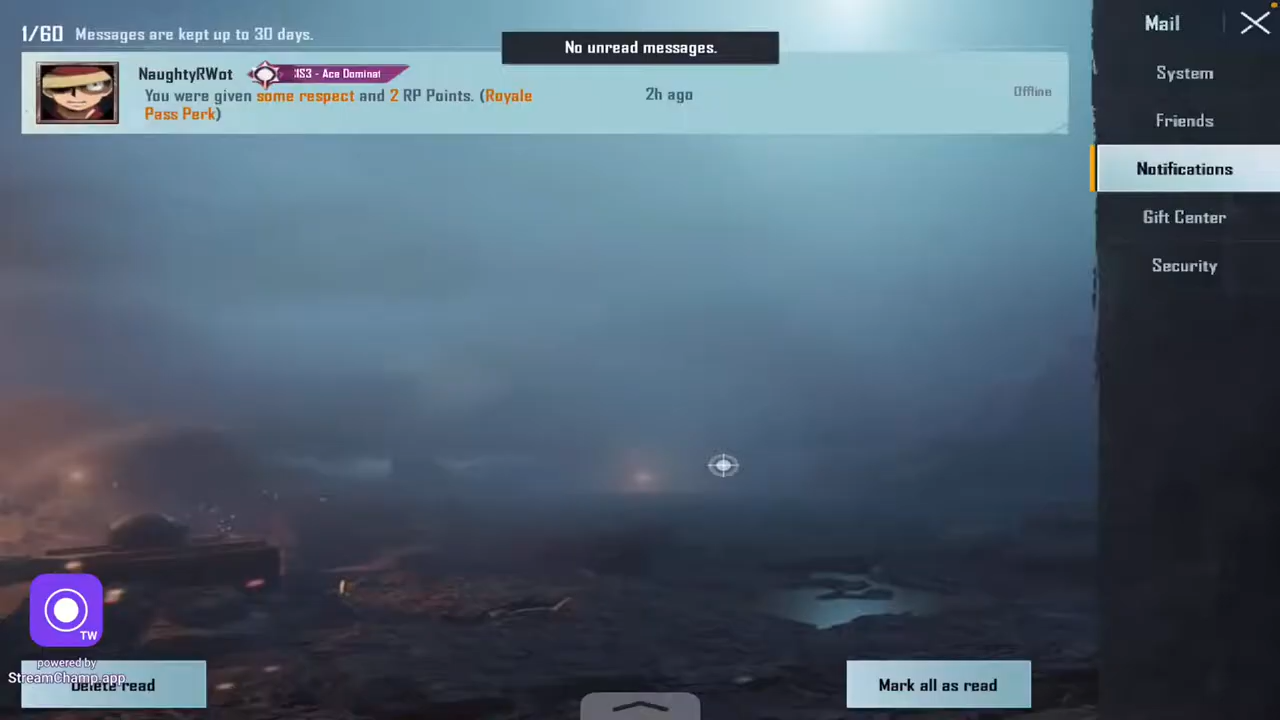 1/60 Messages are kept up to 30 days.
No unread messages.
Mail
NaughtyRWot
You were given some respect and 2 RP Points. (Royale
Pass Perk)
2h ago
Offline
System
Friends
Notifications
Gift Center
Security
TW
powered by
StreamChamp.app
Delete read
Mark all as read